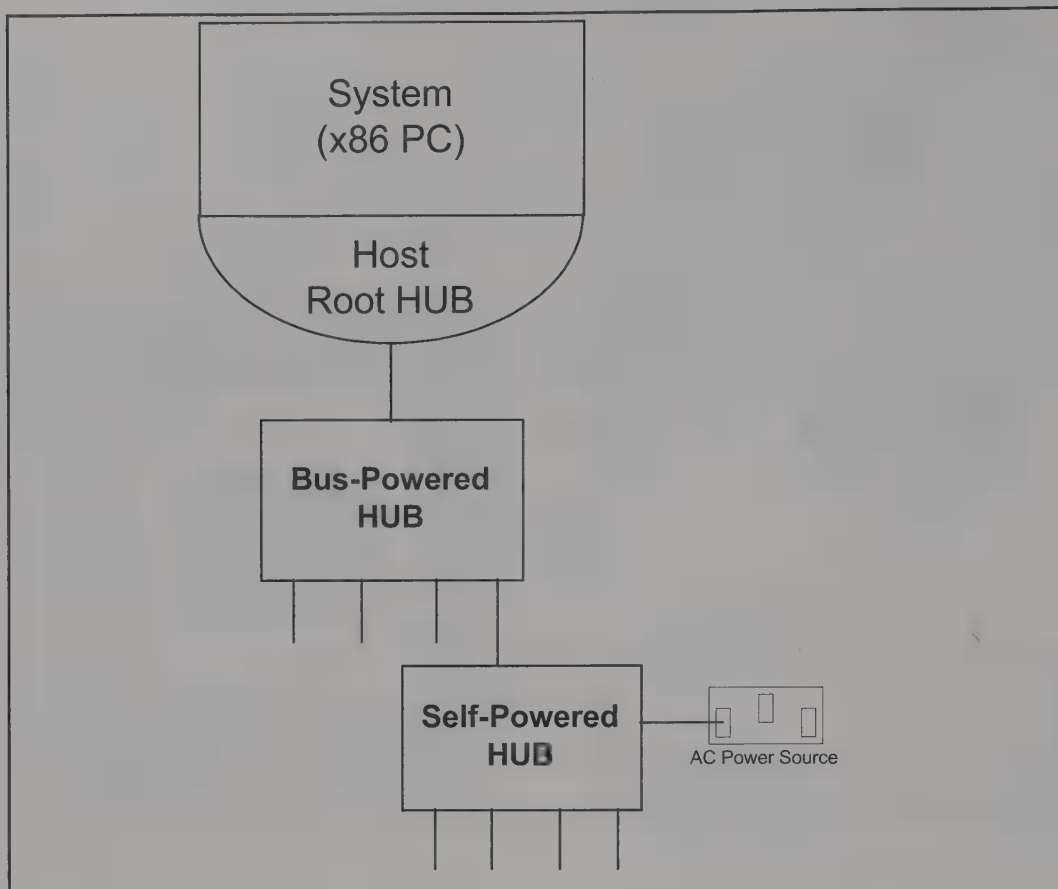 System
(x86 PC)
Host
Root HUB
Bus-Powered
HUB
Self-Powered
HUB
AC Power Source